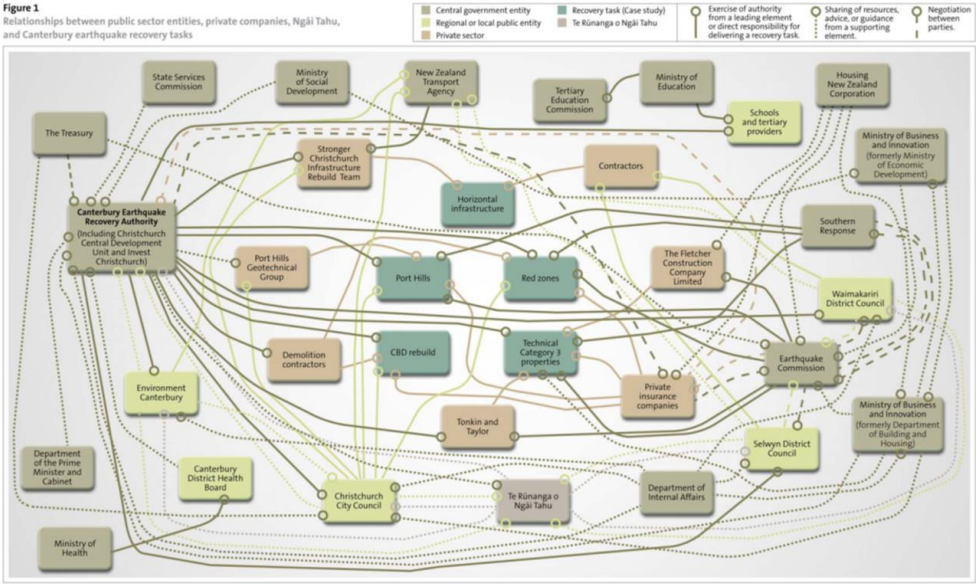 Figure 1
Relationships between public sector entities, private companies, Ngāi Tahu,
and Canterbury earthquake recovery tasks
Central government entity
Regional or local public entity
Private sector
Recovery task (Case study)
Te Rūnanga o Ngāi Tahu
Exercise of authority
from a leading element
or direct responsibility for
delivering a recovery task.
Sharing of resources,
advice, or guidance
from a supporting
element.
Negotiation
between
parties.
State Services
Commission
Ministry
of Social
Development
New Zealand
Transport
Agency
Tertiary
Education
Commission
Ministry of
Education
Housing
New Zealand
Corporation
Schools
and tertiary
providers
The Treasury
Ministry of Business
and Innovation
(formerly Ministry
of Economic
Development)
Stronger
Christchurch
Infrastructure
Rebuild Team
Contractors
Horizontal
infrastructure
Canterbury Earthquake
Recovery Authority
(Including Christchurch
Central Development
Unit and Invest
Christchurch)
Southern
Response
Port Hills
Geotechnical
Group
Port Hills
Red zones
The Fletcher
Construction
Company
Limited
Waimakariri
District Council
Demolition
contractors
CBD rebuild
Technical
Category 3
properties
Earthquake
Commission
Private
insurance
companies
Environment
Canterbury
Tonkin and
Taylor
Ministry of Business
and Innovation
(formerly Department
of Building and
Housing)
Selwyn District
Council
Department
of the Prime
Minister and
Cabinet
Canterbury
District Health
Board
Christchurch
City Council
Te Rūnanga o
Ngāi Tahu
Department of
Internal Affairs
Ministry of
Health